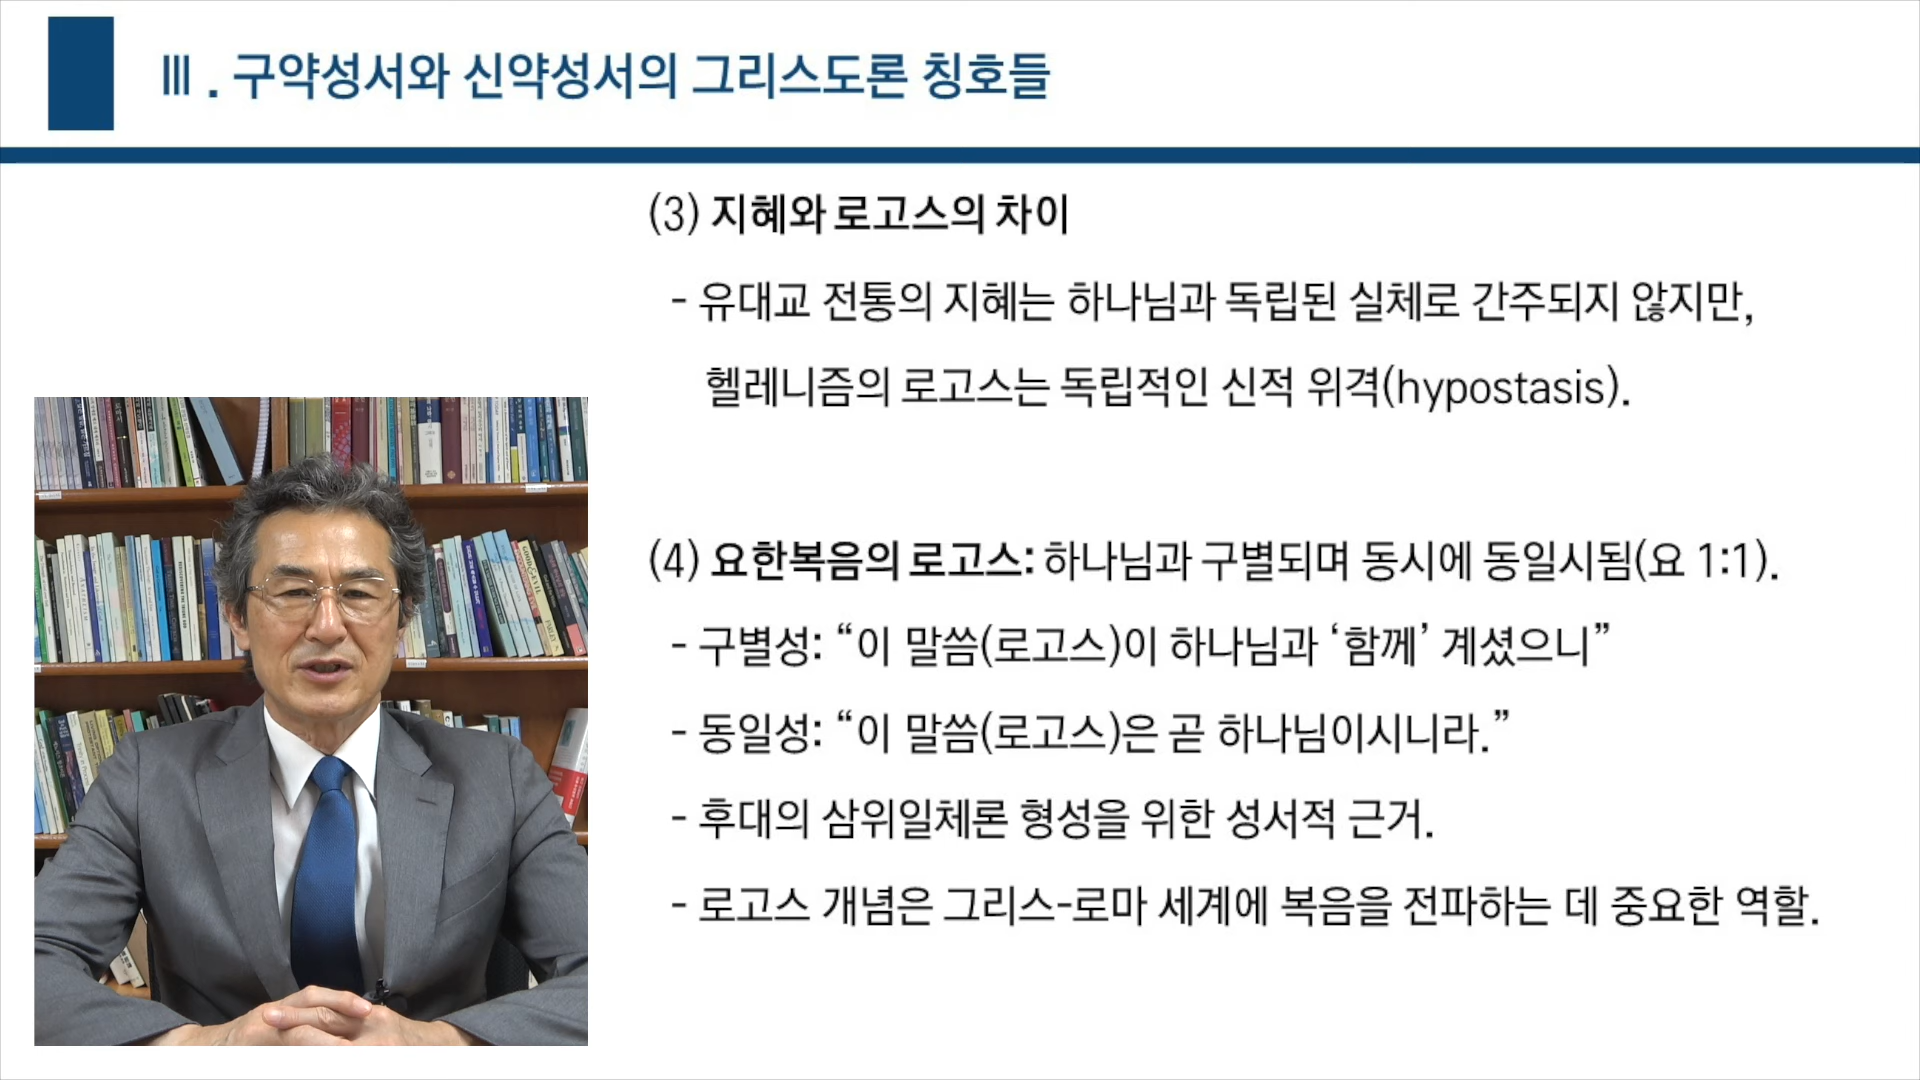 Ⅲ. 구약성서와 신약성서의 그리스도론 칭호들
(3) 지혜와 로고스의 차이
- 유대교 전통의 지혜는 하나님과 독립된 실체로 간주되지 않지만,
헬레니즘의 로고스는 독립적인 신적 위격(hypostasis).
(4) 요한복음의 로고스: 하나님과 구별되며 동시에 동일시됨(요 1:1).
- 구별성: “이 말씀(로고스)이 하나님과 ‘함께’ 계셨으니”
- 동일성: “이 말씀(로고스)은 곧 하나님이시니라.”
- 후대의 삼위일체론 형성을 위한 성서적 근거.
- 로고스 개념은 그리스-로마 세계에 복음을 전파하는 데 중요한 역할.